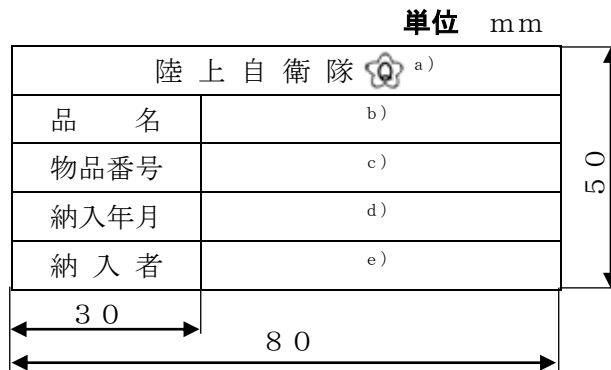 単位　ｍｍ
陸 上 自 衛 隊 Q a)
品　　名 b)
物品番号 c)
納入年月 d)
納 入 者 e)
５０
３０
８０